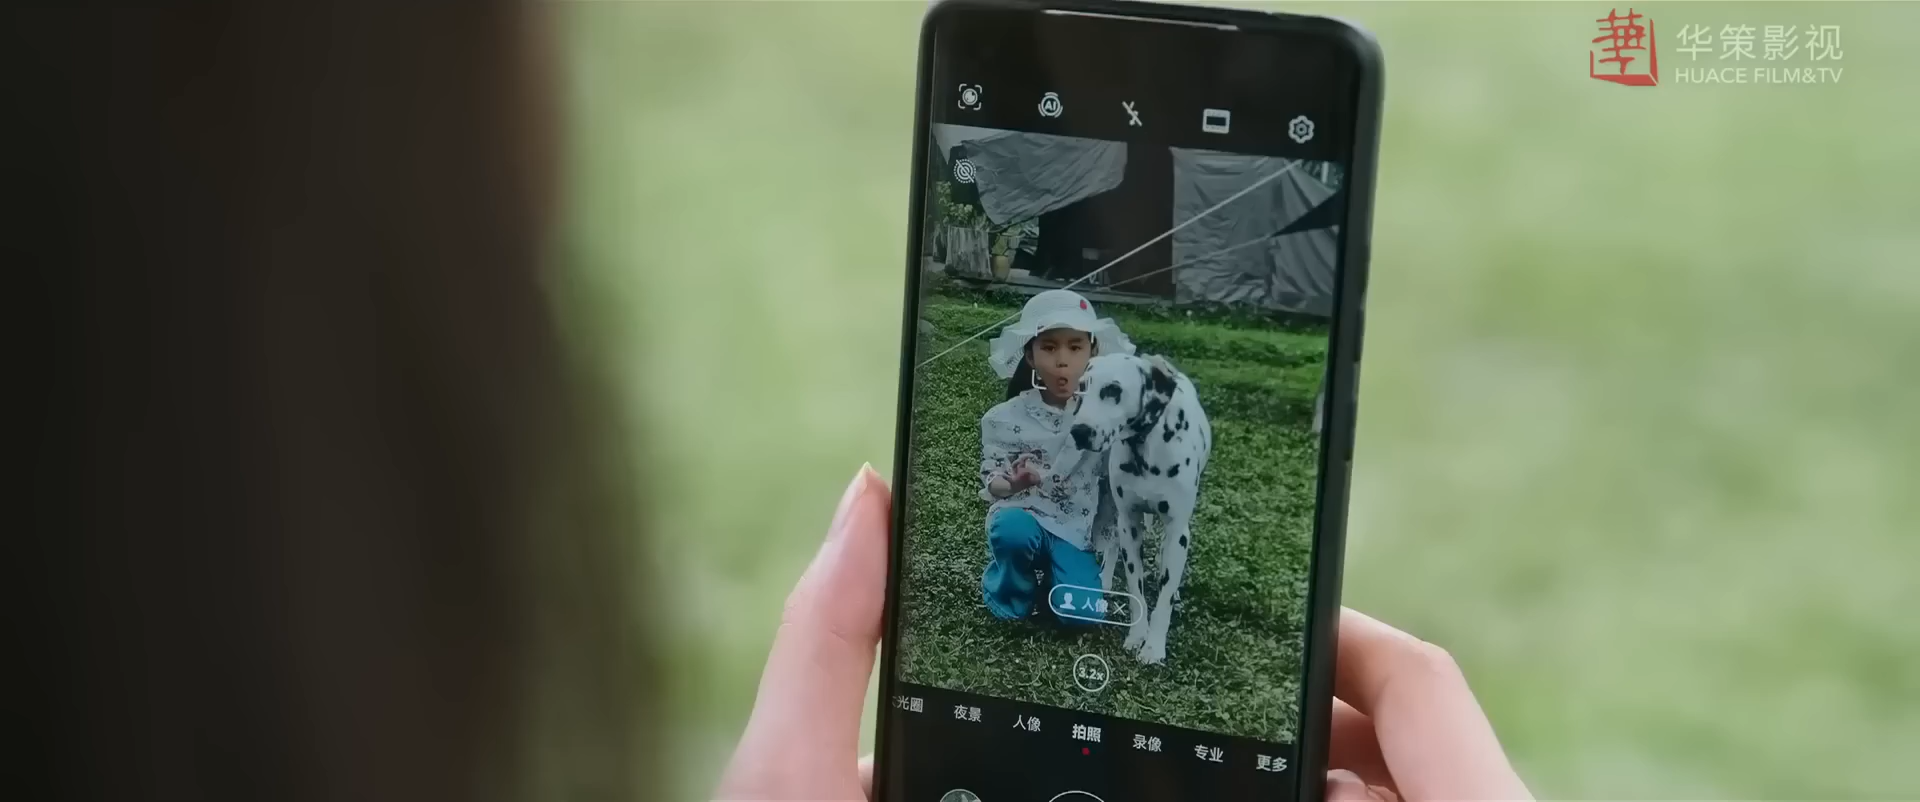 华策影视
HUACE FILM&TV
AI
人像
3.2x
光圈 夜景 人像 拍照 录像 专业 更多